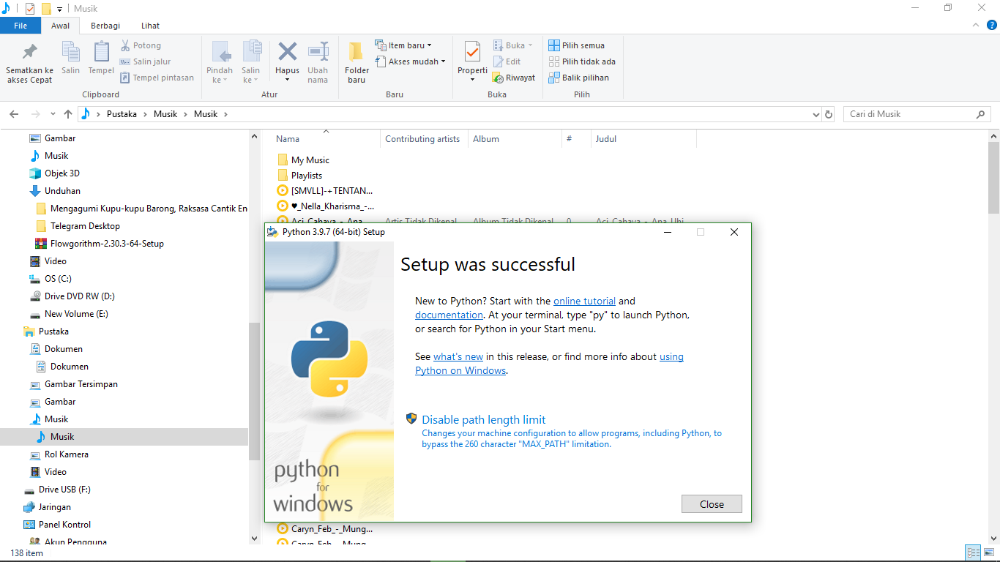 Musik
File Awal Berbagi Lihat
Sematkan ke akses Cepat
Salin
Tempel
Potong
Salin jalur
Tempel pintasan
Clipboard
Pindah ke
Salin ke
Hapus
Ubah nama
Atur
Folder baru
Item baru
Akses mudah
Baru
Properti
Buka
Edit
Riwayat
Buka
Pilih semua
Pilih tidak ada
Balik pilihan
Pilih
Pustaka Musik Musik
Cari di Musik
Gambar
Musik
Objek 3D
Unduhan
Mengagumi Kupu-kupu Barong, Raksasa Cantik En
Telegram Desktop
Flowgorithm-2.30.3-64-Setup
Video
OS (C:)
Drive DVD RW (D:)
New Volume (E:)
Pustaka
Dokumen
Dokumen
Gambar Tersimpan
Gambar
Musik
Musik
Rol Kamera
Video
Drive USB (F:)
Jaringan
Panel Kontrol
Akun Pengguna
Nama Contributing artists Album # Judul
My Music
Playlists
[SMVLL]-+TENTAN...
♥_Nella_Kharisma_-...
Aci_Cahaya_-_Ana... Artis Tidak Dikenal Album Tidak Dikenal 0 Aci_Cahaya_-_Ana_Uhi...
Python 3.9.7 (64-bit) Setup
Setup was successful
New to Python? Start with the online tutorial and
documentation. At your terminal, type "py" to launch Python,
or search for Python in your Start menu.
See what's new in this release, or find more info about using
Python on Windows.
Disable path length limit
Changes your machine configuration to allow programs, including Python, to
bypass the 260 character "MAX_PATH" limitation.
python
for
windows
Close
Caryn_Feb_-_Mung...
Caryn_Feb_-_Mung...
138 item